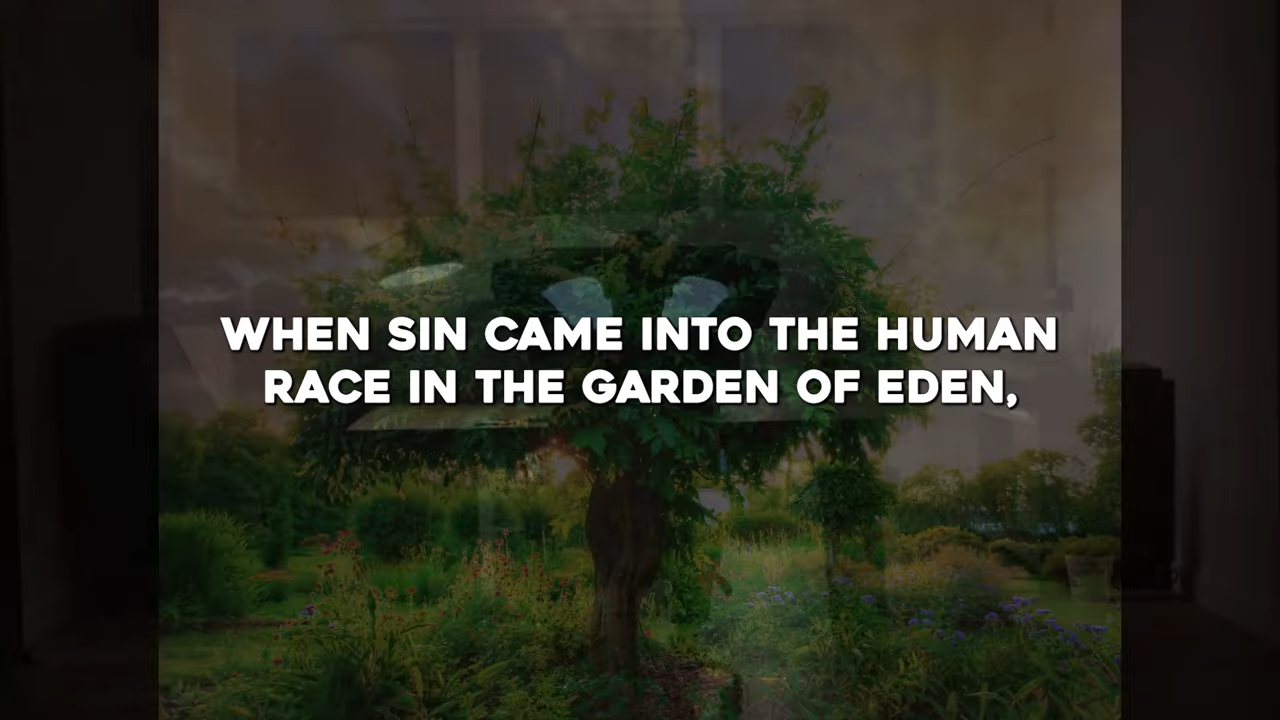 WHEN SIN CAME INTO THE HUMAN
RACE IN THE GARDEN OF EDEN,